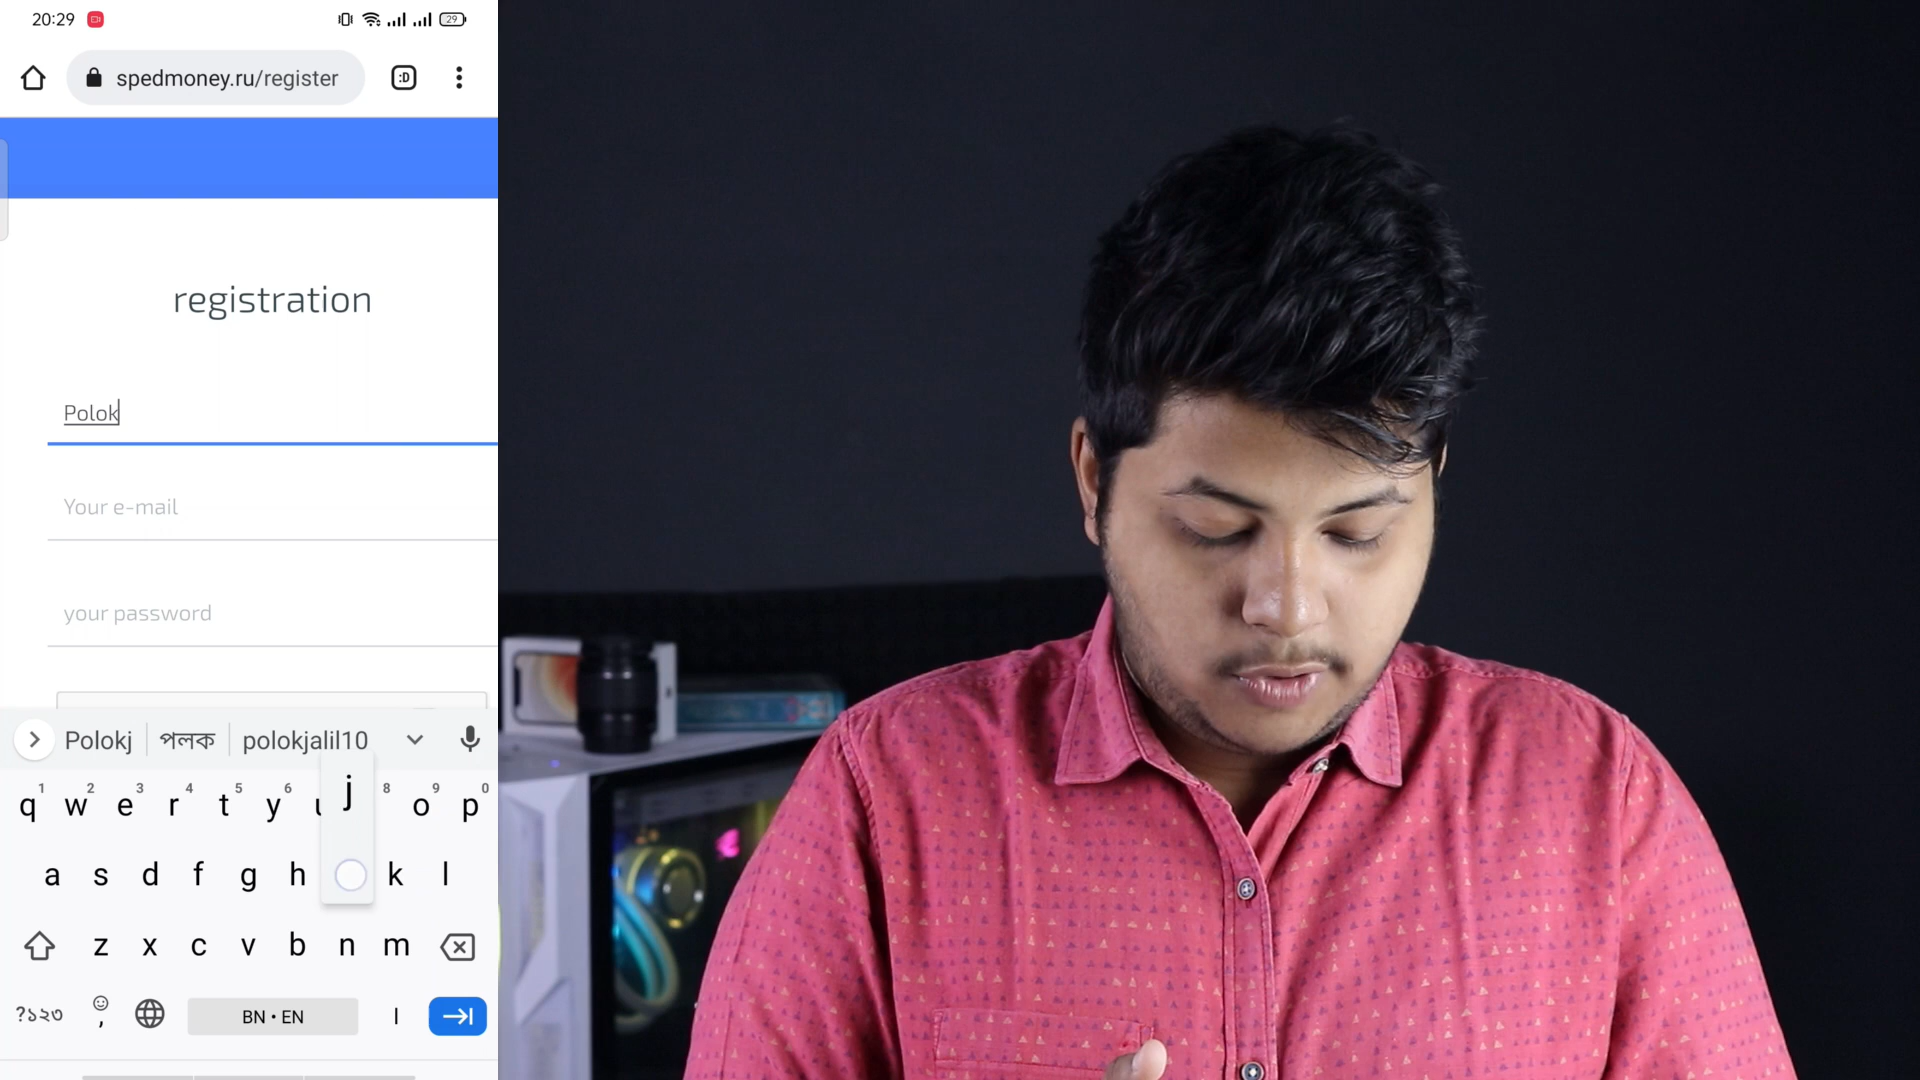 20:29
29
spedmoney.ru/register
:D
registration
Polok
Your e-mail
your password
Polokj পলক polokjalil10
1 2 3 4 5 6 8 9 0
q w e r t y u o p
j
a s d f g h k l
z x c v b n m
?১২৩ , BN • EN ।